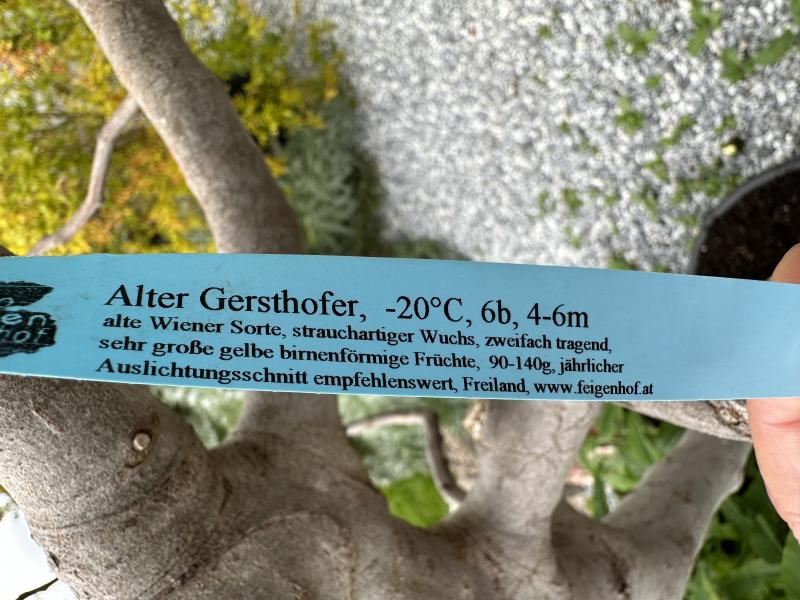 Alter Gersthofer, -20°C, 6b, 4-6m
alte Wiener Sorte, strauchartiger Wuchs, zweifach tragend,
sehr große gelbe birnenförmige Früchte, 90-140g, jährlicher
Auslichtungsschnitt empfehlenswert, Freiland, www.feigenhof.at